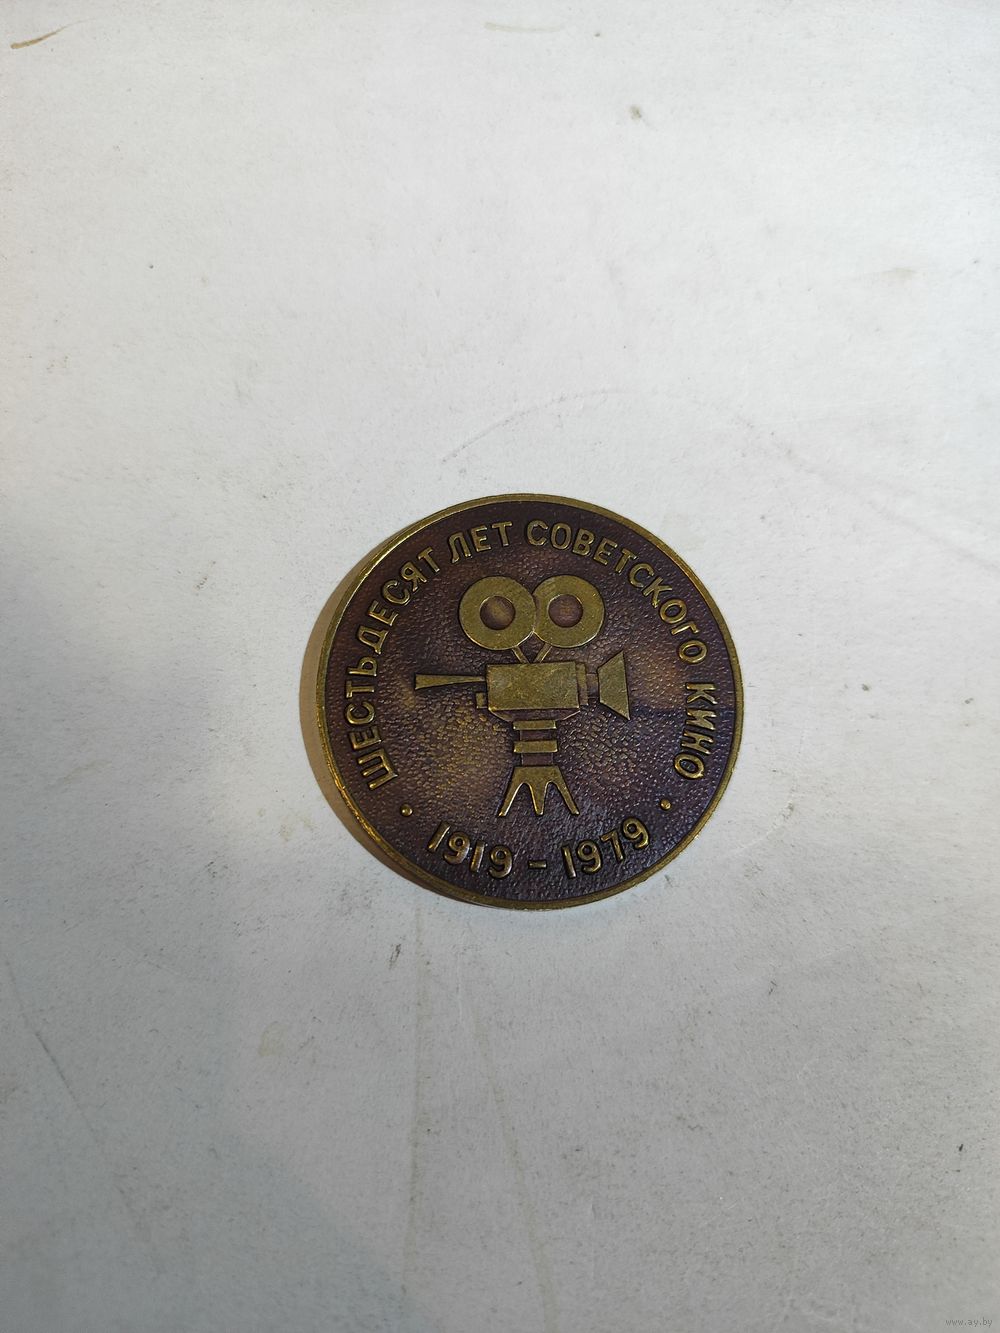 ШЕСТЬДЕСЯТ ЛЕТ СОВЕТСКОГО КИНО
· 1919 - 1979 ·
www.ay.by